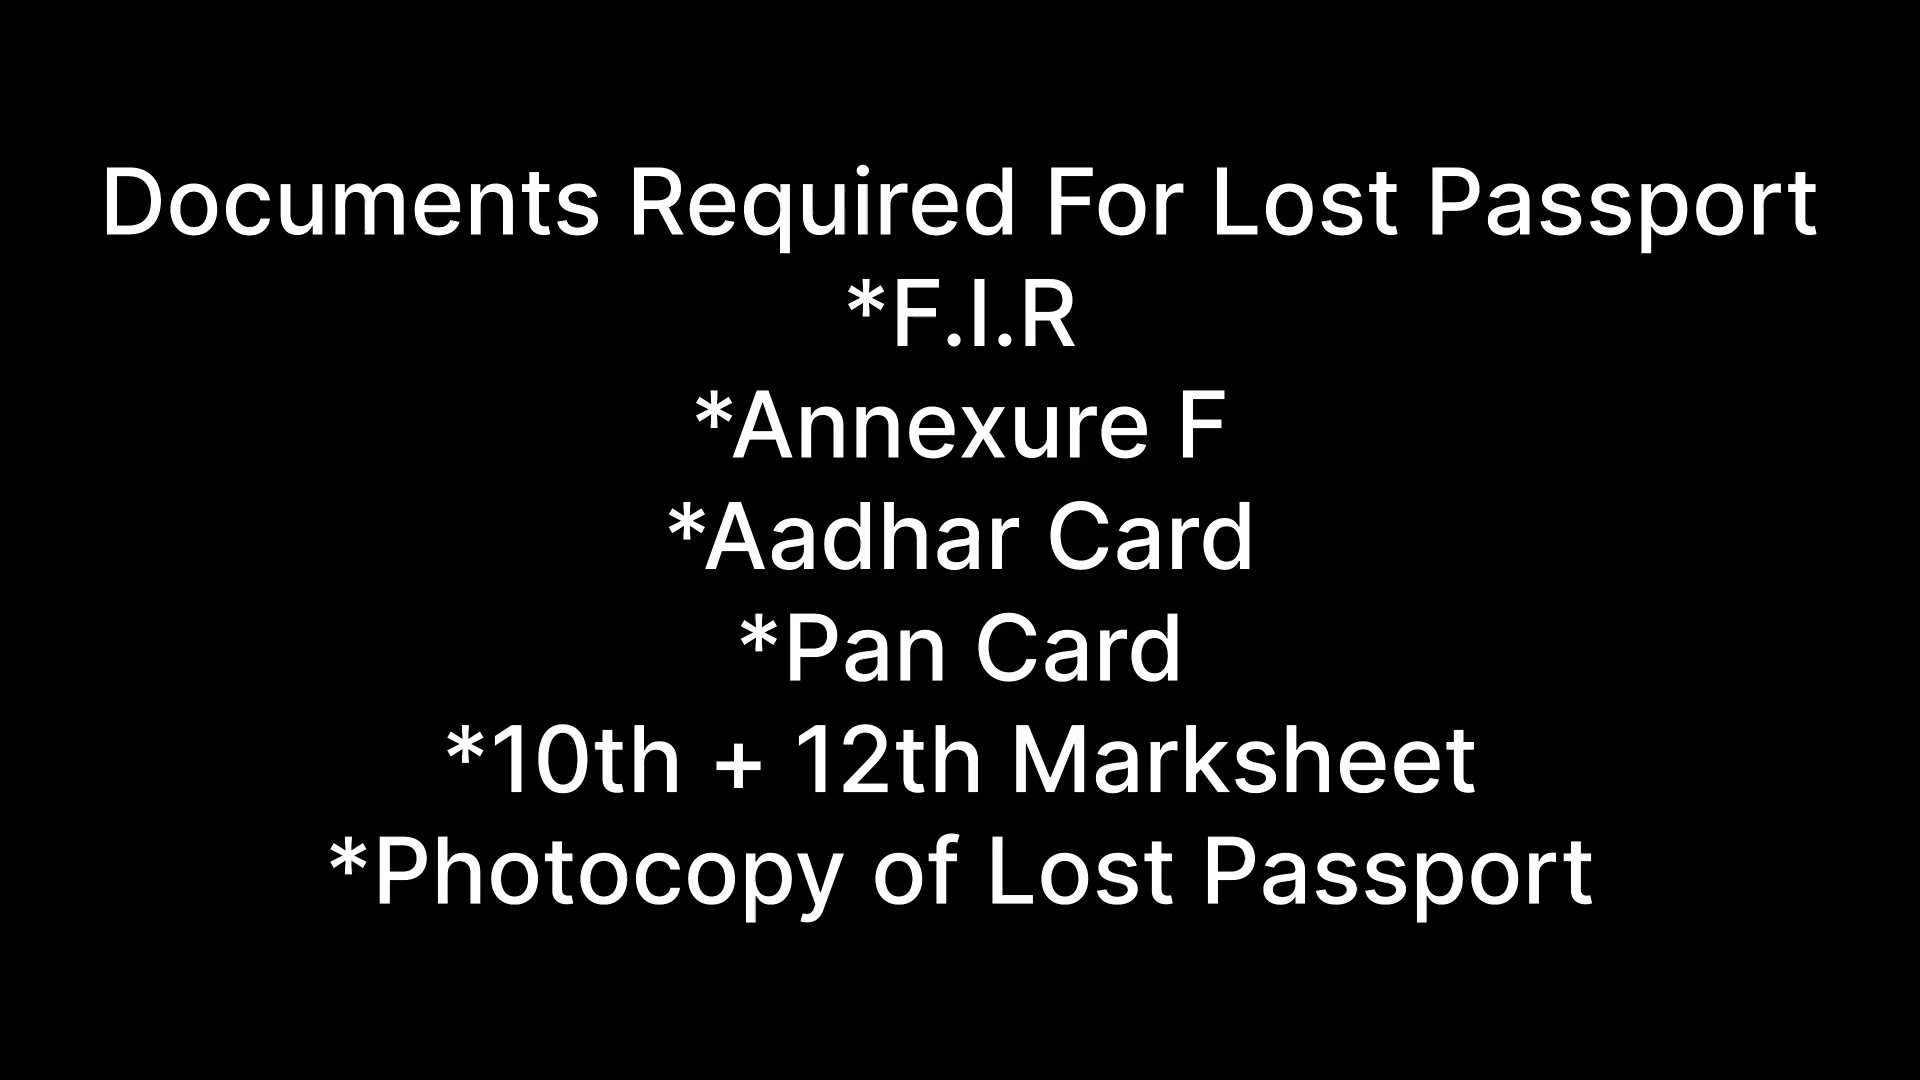 Documents Required For Lost Passport
*F.I.R
*Annexure F
*Aadhar Card
*Pan Card
*10th + 12th Marksheet
*Photocopy of Lost Passport